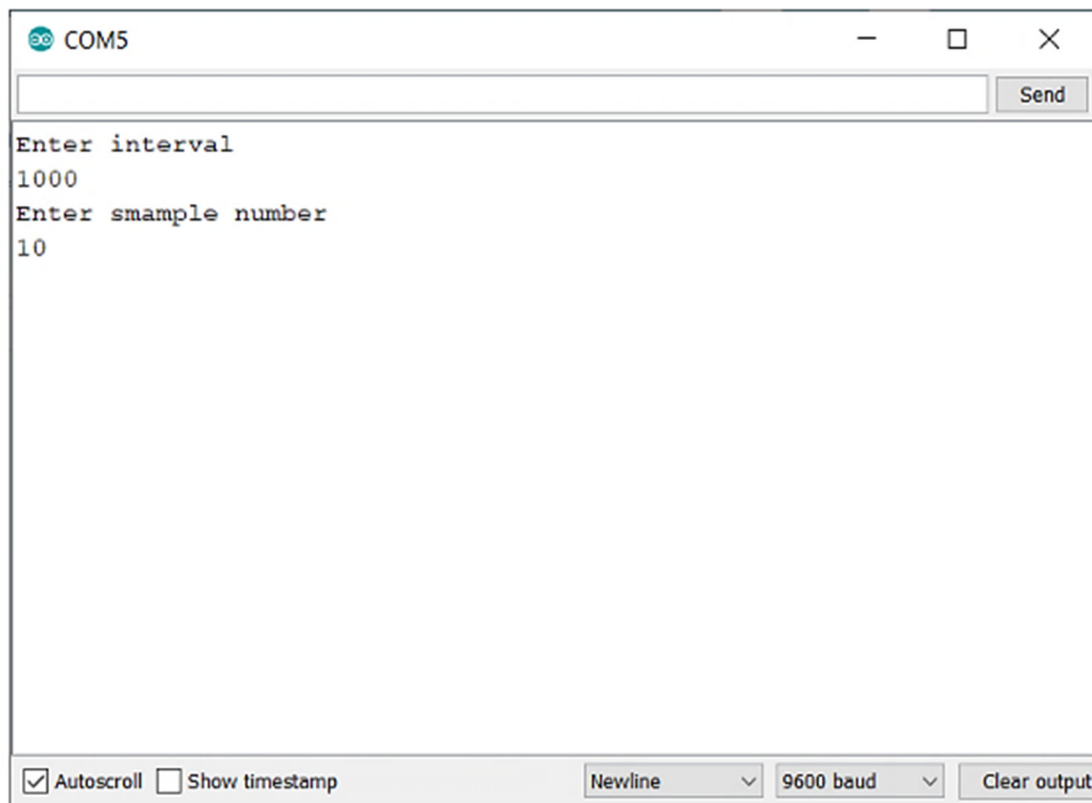 COM5
Send
Enter interval
1000
Enter smample number
10
Autoscroll Show timestamp Newline 9600 baud Clear output